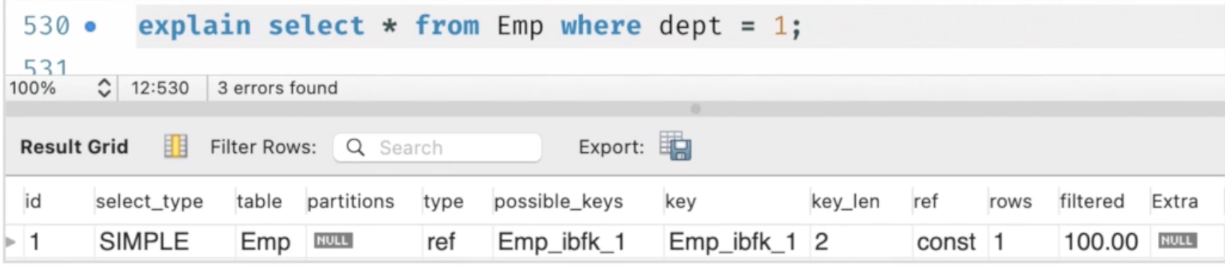 530 explain select * from Emp where dept = 1;
531
100% 12:530 3 errors found
Result Grid Filter Rows: Search Export:
id select_type table partitions type possible_keys key key_len ref rows filtered Extra
1 SIMPLE Emp NULL ref Emp_ibfk_1 Emp_ibfk_1 2 const 1 100.00 NULL